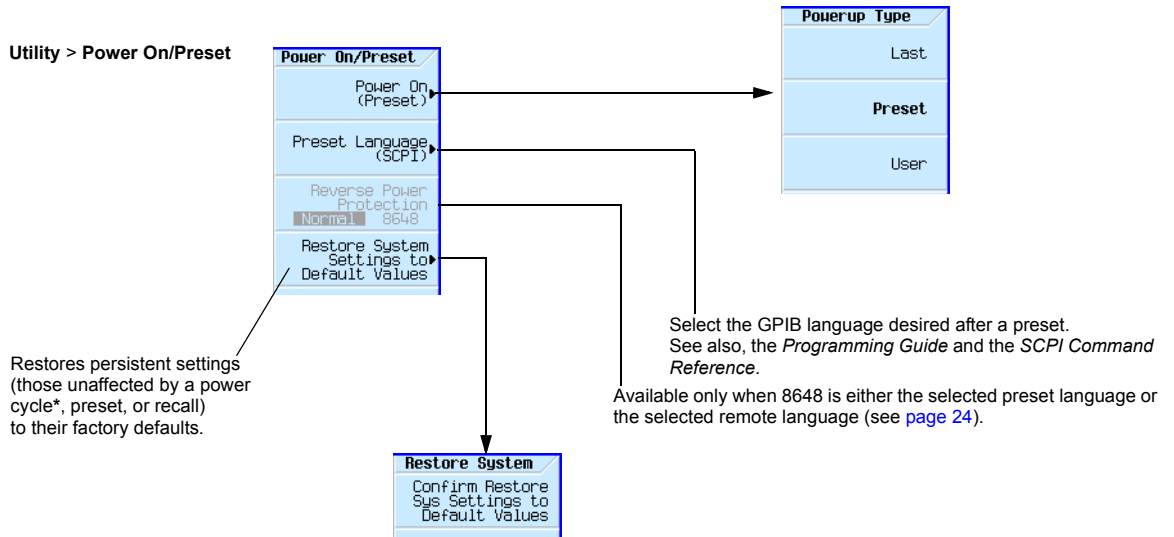 Utility > Power On/Preset
Power On/Preset
Power On
(Preset)
Preset Language
(SCPI)
Reverse Power
Protection
Normal 8648
Restore System
Settings to
Default Values
Powerup Type
Last
Preset
User
Select the GPIB language desired after a preset.
See also, the Programming Guide and the SCPI Command
Reference.
Available only when 8648 is either the selected preset language or
the selected remote language (see page 24).
Restores persistent settings
(those unaffected by a power
cycle*, preset, or recall)
to their factory defaults.
Restore System
Confirm Restore
Sys Settings to
Default Values